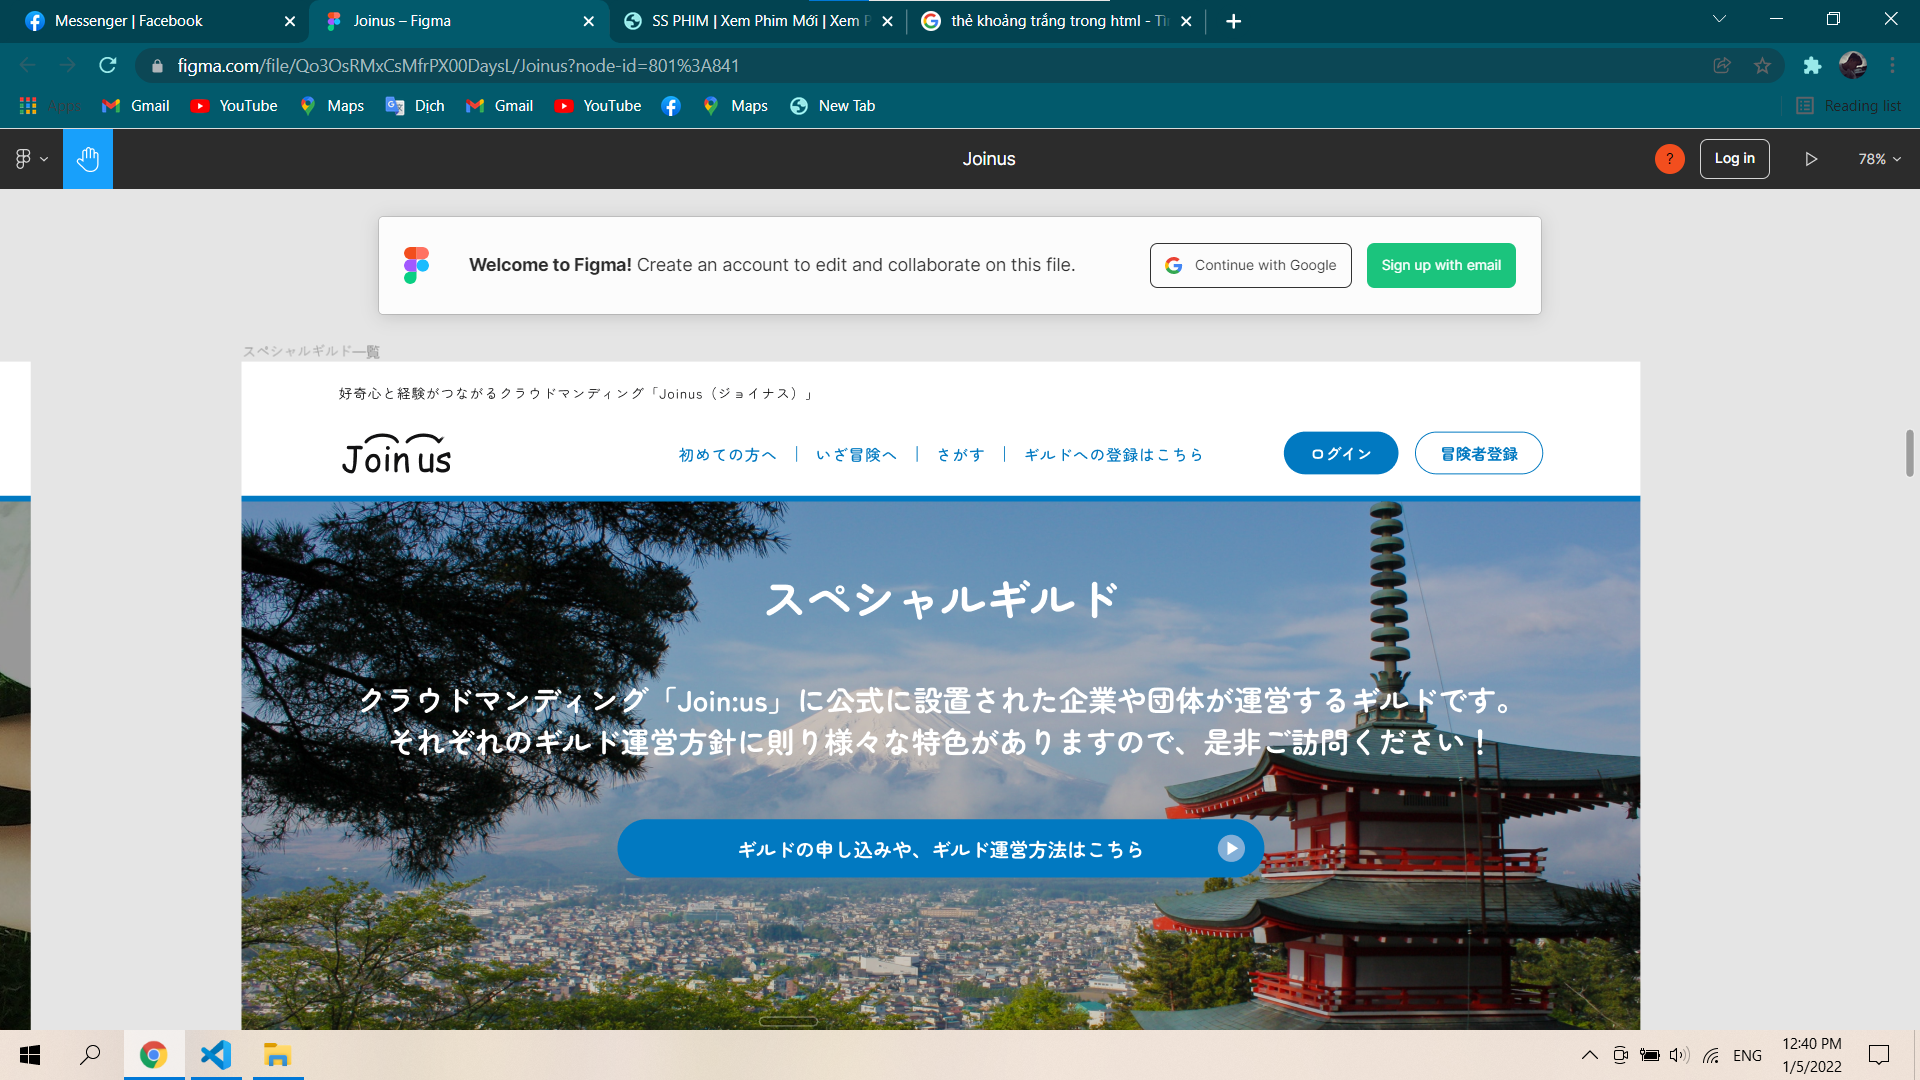 Messenger | Facebook
Joinus – Figma
SS PHIM | Xem Phim Mới | Xem P
thẻ khoảng trắng trong html - Tìr
figma.com/file/Qo3OsRMxCsMfrPX00DaysL/Joinus?node-id=801%3A841
Apps Gmail YouTube Maps Dịch Gmail YouTube Maps New Tab Reading list
Joinus
? Log in 78%
Welcome to Figma! Create an account to edit and collaborate on this file.
Continue with Google
Sign up with email
スペシャルギルド一覧
好奇心と経験がつながるクラウドマンディング「Joinus（ジョイナス）」
Join us
初めての方へ | いざ冒険へ | さがす | ギルドへの登録はこちら
ログイン
冒険者登録
スペシャルギルド
クラウドマンディング「Join:us」に公式に設置された企業や団体が運営するギルドです。
それぞれのギルド運営方針に則り様々な特色がありますので、是非ご訪問ください！
ギルドの申し込みや、ギルド運営方法はこちら
ENG
12:40 PM
1/5/2022